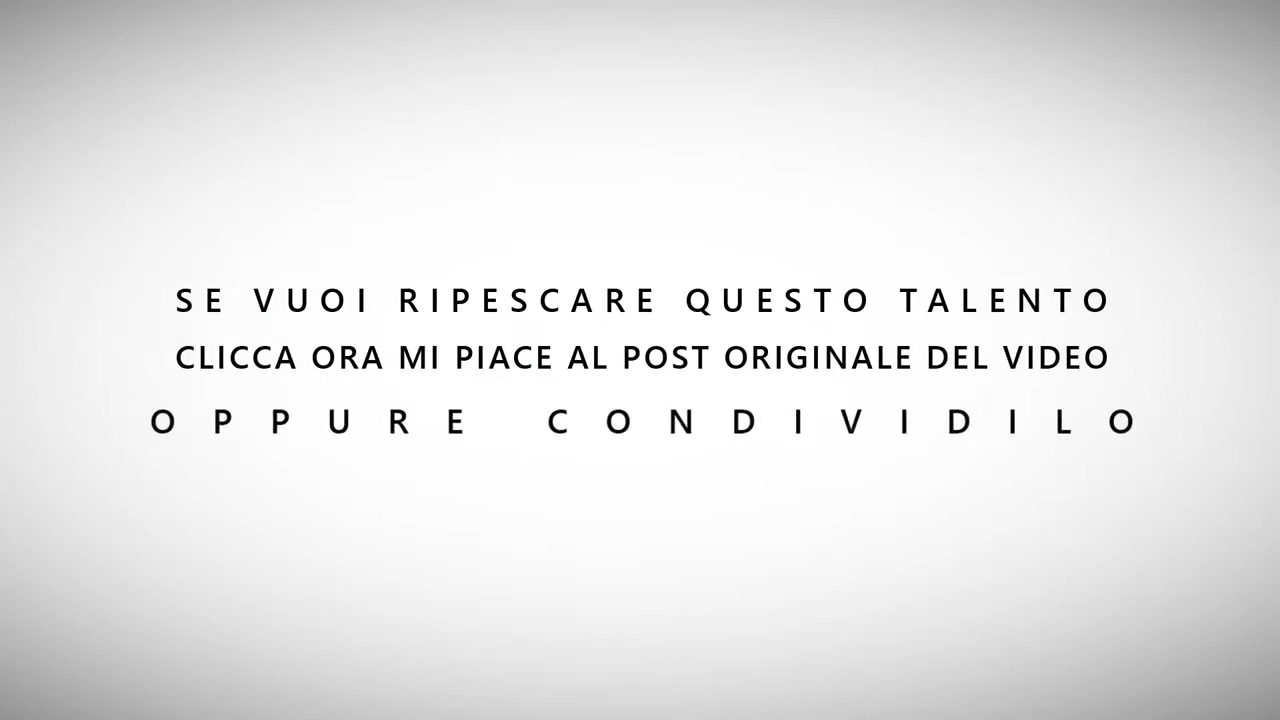 SE VUOI RIPESCARE QUESTO TALENTO
CLICCA ORA MI PIACE AL POST ORIGINALE DEL VIDEO
OPPURE CONDIVIDILO